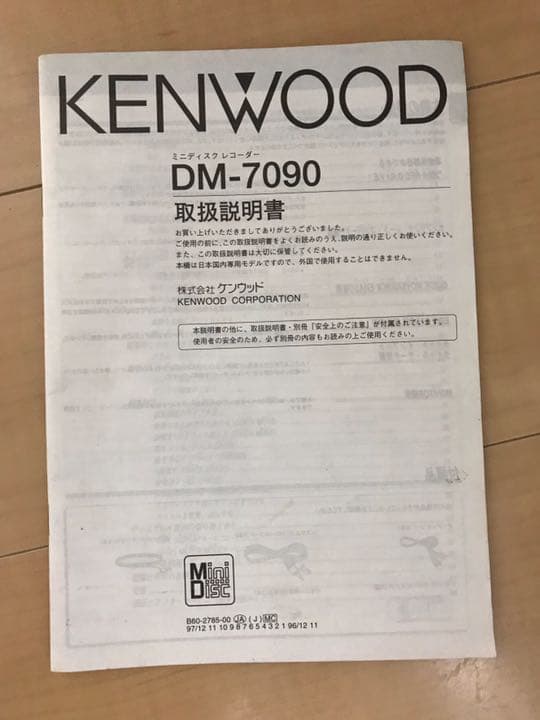 KENWOOD
ミニディスク レコーダー
DM-7090
取扱説明書
お買い上げいただきましてありがとうございました。
ご使用の前に、この取扱説明書をよくお読みのうえ、説明の通り正しくお使いください。
また、この取扱説明書は大切に保管してください。
本機は日本国内専用モデルですので、外国で使用することはできません。
株式会社 ケンウッド
KENWOOD CORPORATION
本説明書の他に、取扱説明書・別冊「安全上のご注意」が付属されています。
使用者の安全のため、必ず別冊の内容もお読みの上ご使用ください。
Mini
Disc
B60-2785-00 JA ( J ) MC
97/12 11 10 9 8 7 6 5 4 3 2 1 96/12 11